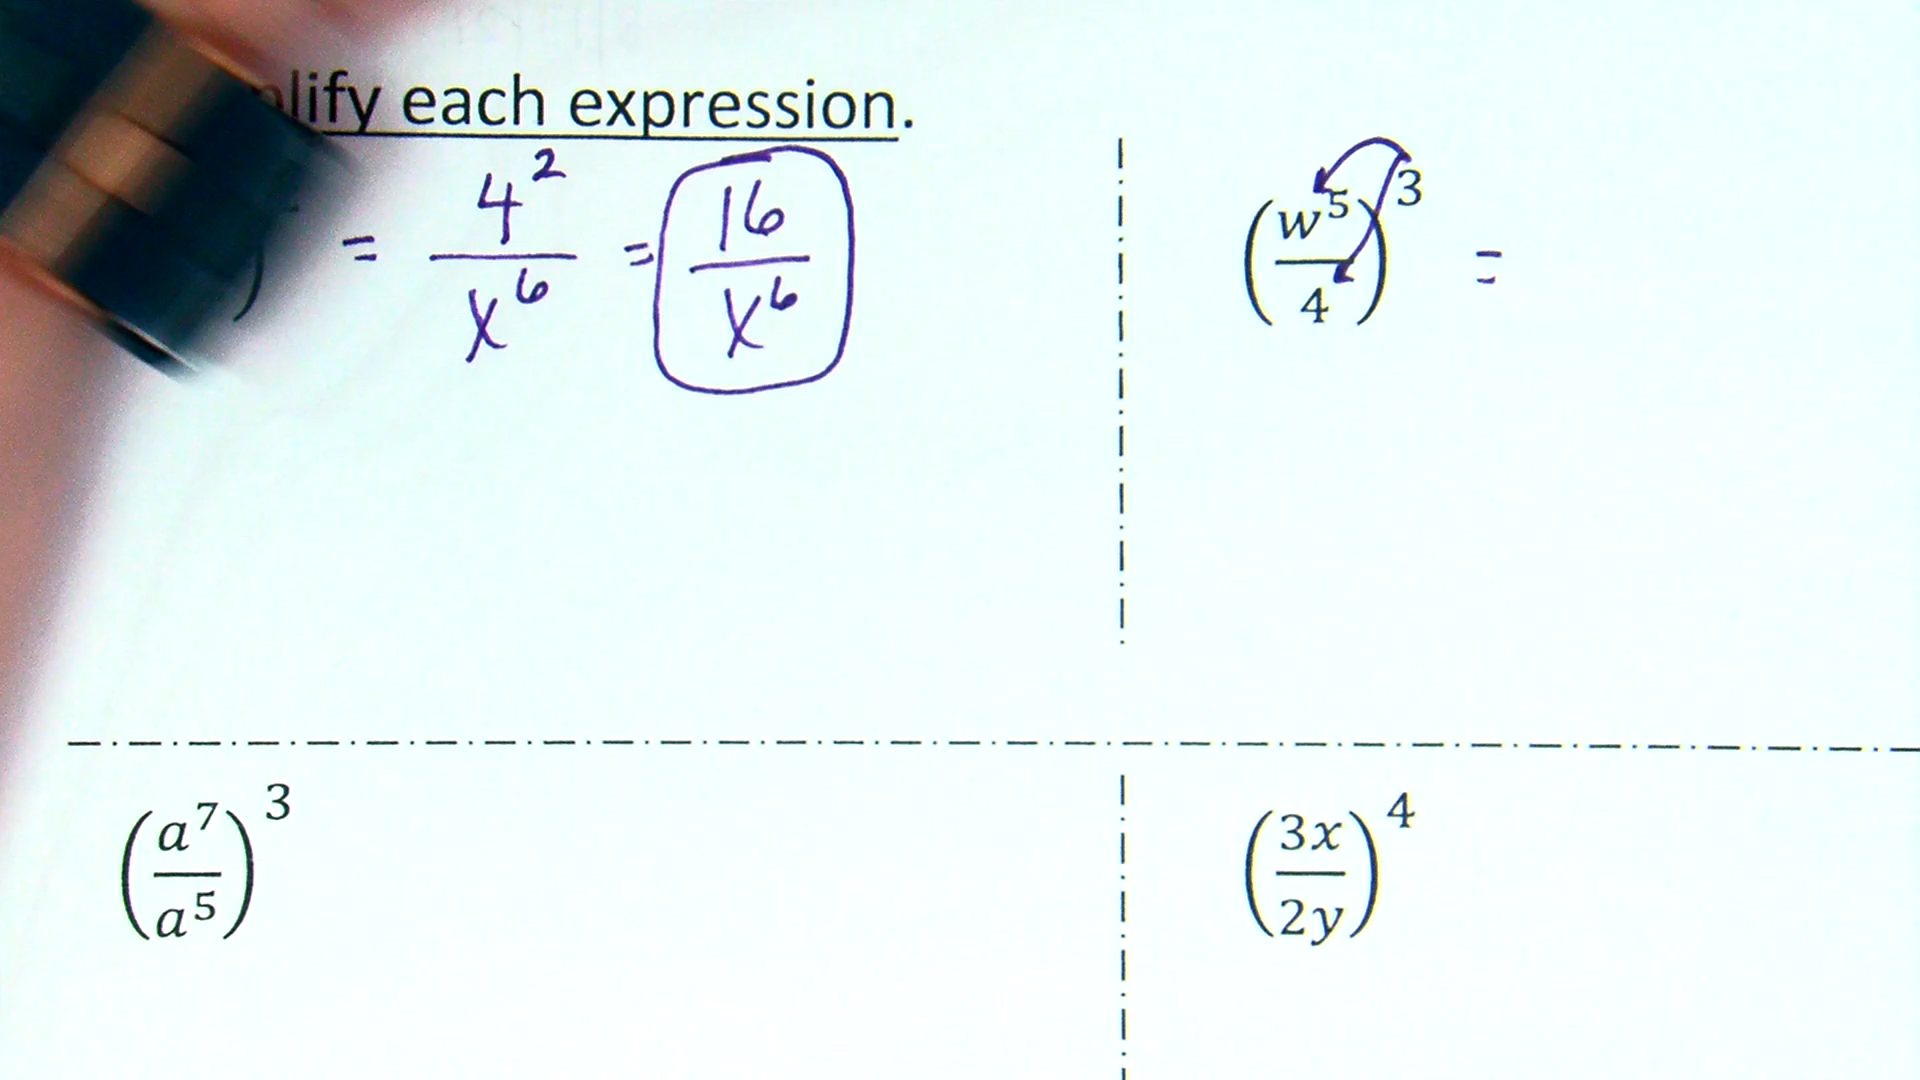 lify each expression.
) = 4² / x⁶ = 16 / x⁶
(w⁵/4)³ =
(a⁷/a⁵)³
(3x/2y)⁴